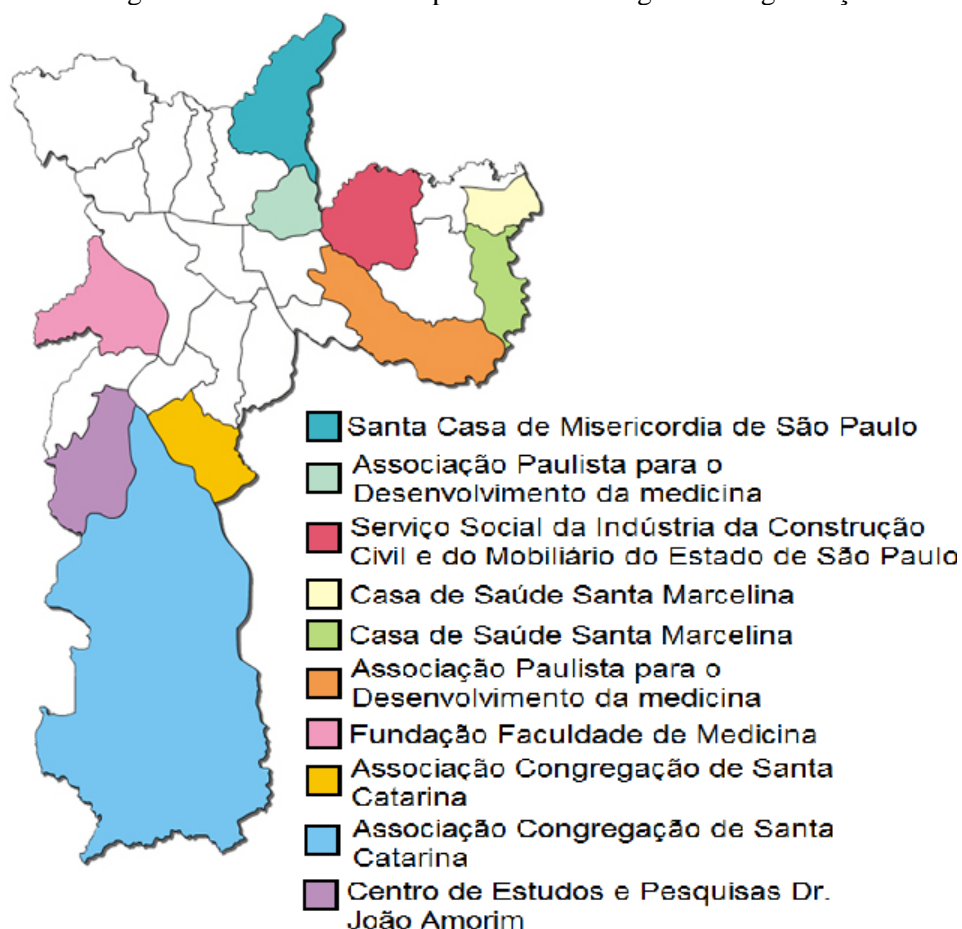 Santa Casa de Misericordia de São Paulo
Associação Paulista para o
Desenvolvimento da medicina
Serviço Social da Indústria da Construção
Civil e do Mobiliário do Estado de São Paulo
Casa de Saúde Santa Marcelina
Casa de Saúde Santa Marcelina
Associação Paulista para o
Desenvolvimento da medicina
Fundação Faculdade de Medicina
Associação Congregação de Santa
Catarina
Associação Congregação de Santa
Catarina
Centro de Estudos e Pesquisas Dr.
João Amorim